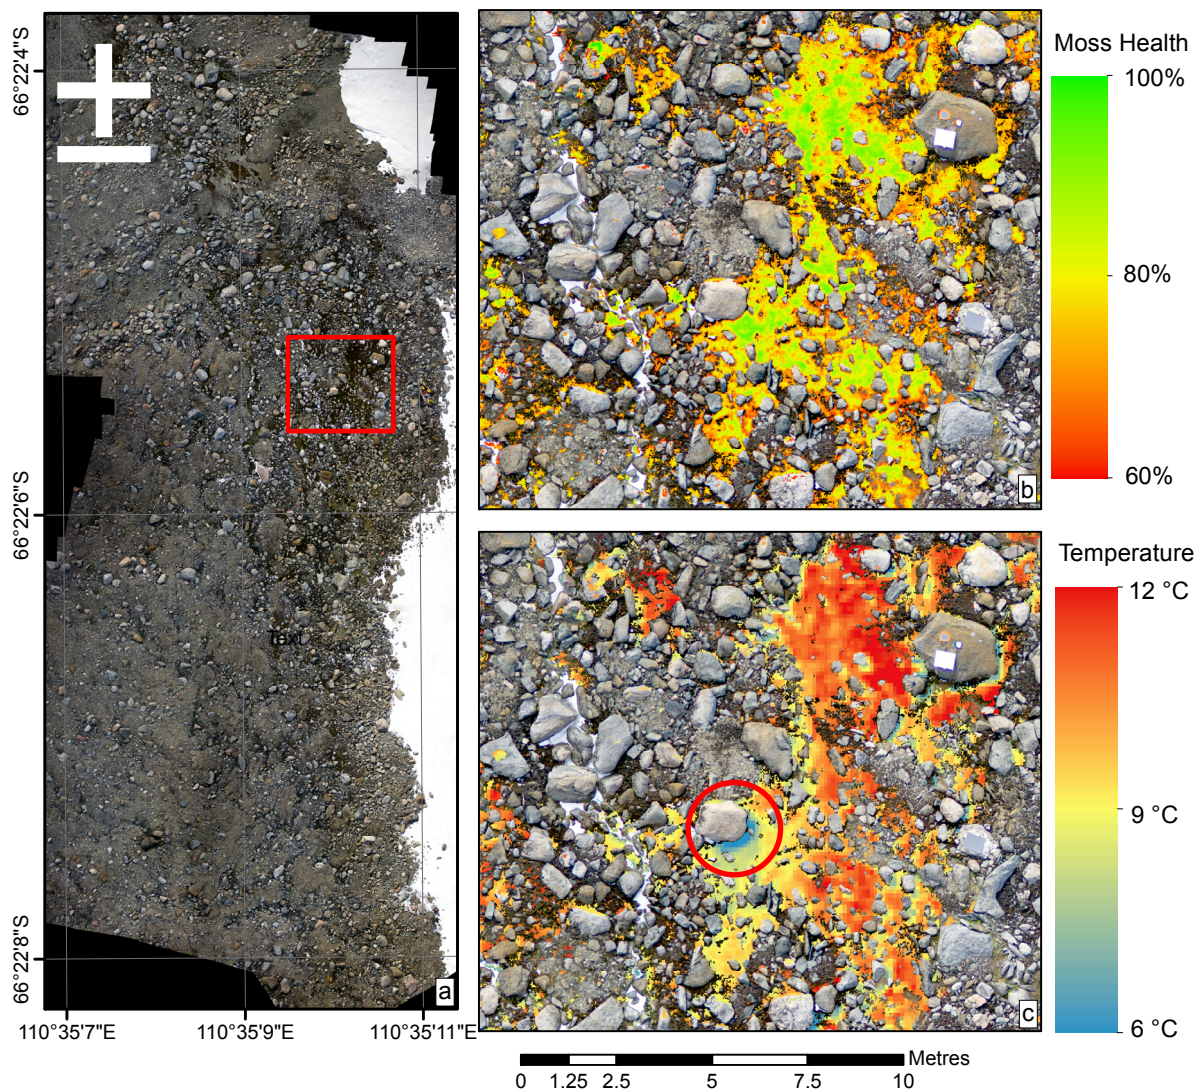 66°22'4"S
66°22'6"S
66°22'8"S
110°35'7"E
110°35'9"E
110°35'11"E
Text
a
Moss Health
100%
80%
60%
b
Temperature
12 °C
9 °C
6 °C
c
0 1.25 2.5 5 7.5 10
Metres